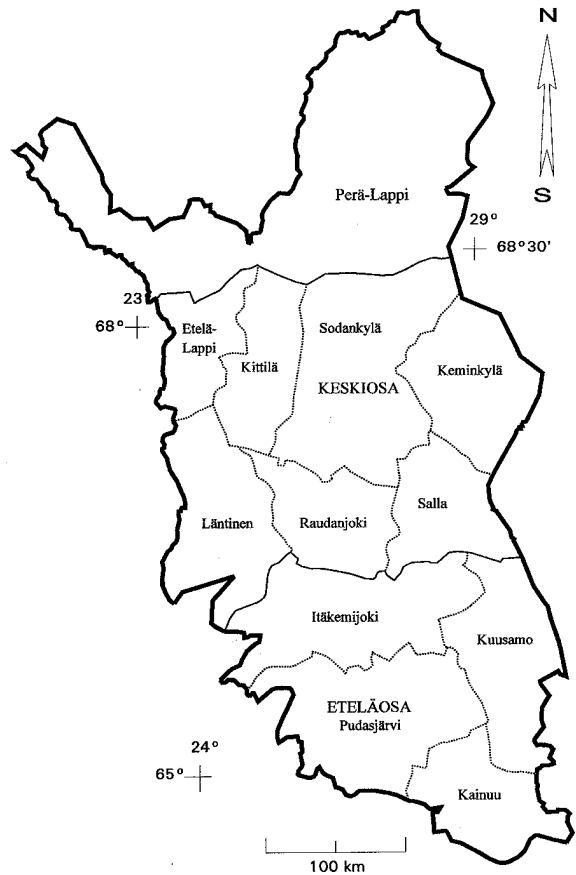 N
S
Perä-Lappi
29°
68°30'
23°
68°
Etelä-
Lappi
Kittilä
Sodankylä
KESKIOSA
Keminkylä
Läntinen
Raudanjoki
Salla
Itäkemijoki
Kuusamo
ETELÄOSA
Pudasjärvi
24°
65°
Kainuu
100 km